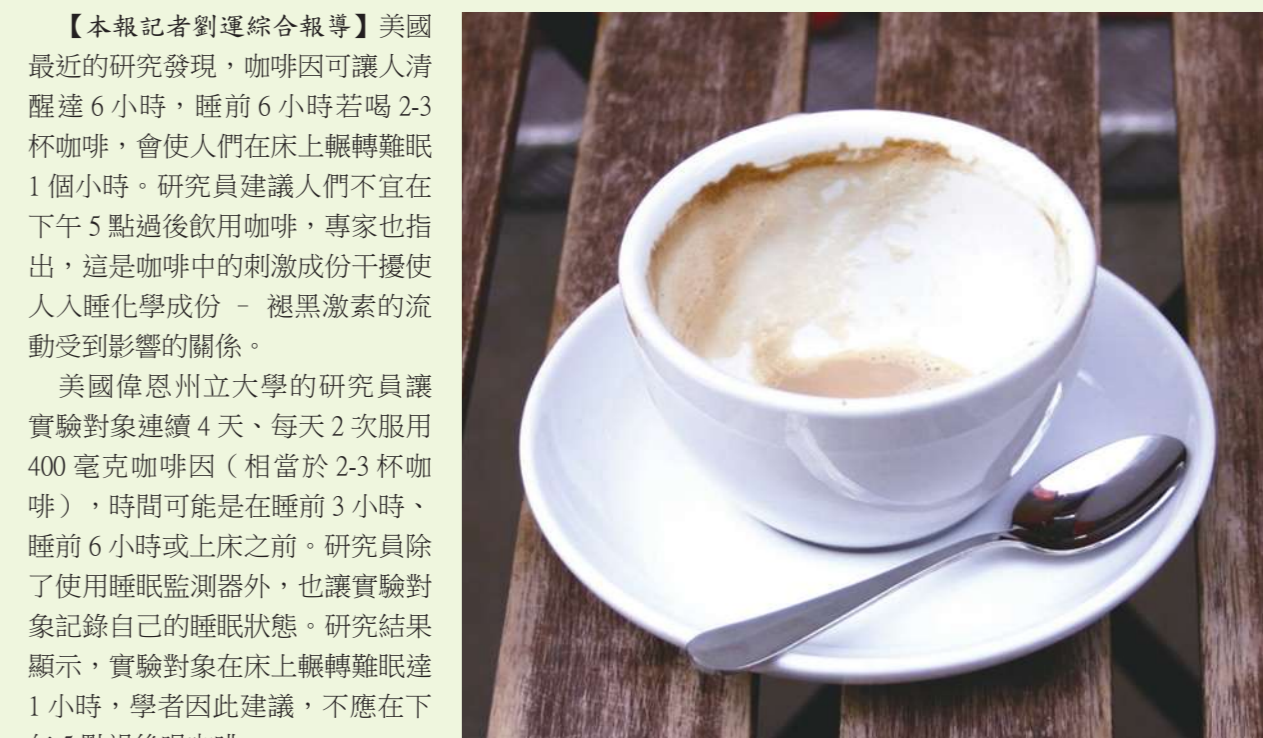 【本報記者劉運綜合報導】美國
最近的研究發現，咖啡因可讓人清
醒達 6 小時，睡前 6 小時若喝 2-3
杯咖啡，會使人們在床上輾轉難眠
1 個小時。研究員建議人們不宜在
下午 5 點過後飲用咖啡，專家也指
出，這是咖啡中的刺激成份干擾使
人入睡化學成份 – 褪黑激素的流
動受到影響的關係。
美國偉恩州立大學的研究員讓
實驗對象連續 4 天、每天 2 次服用
400 毫克咖啡因（相當於 2-3 杯咖
啡），時間可能是在睡前 3 小時、
睡前 6 小時或上床之前。研究員除
了使用睡眠監測器外，也讓實驗對
象記錄自己的睡眠狀態。研究結果
顯示，實驗對象在床上輾轉難眠達
1 小時，學者因此建議，不應在下